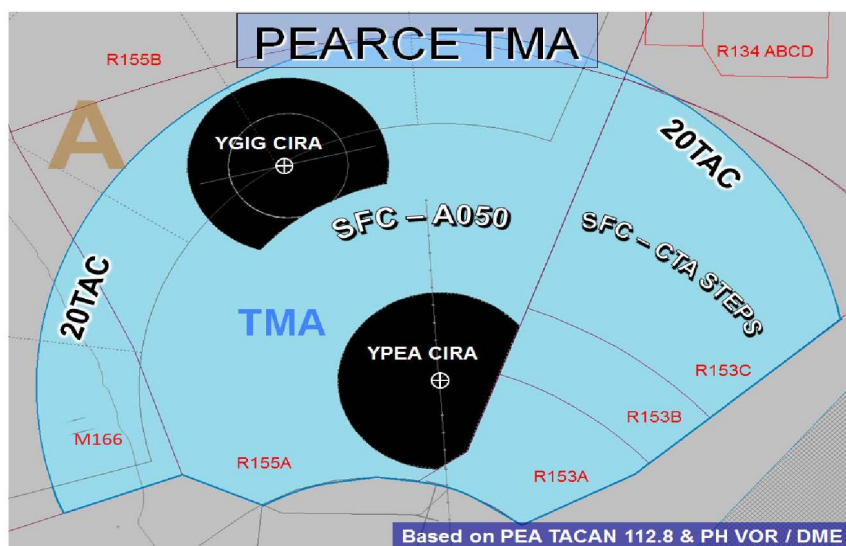 PEARCE TMA
R155B
R134 ABCD
A
YGIG CIRA
20TAC
SFC – A050
SFC – CTA STEPS
20TAC
TMA
YPEA CIRA
R153C
R153B
M166
R155A
R153A
Based on PEA TACAN 112.8 & PH VOR / DME